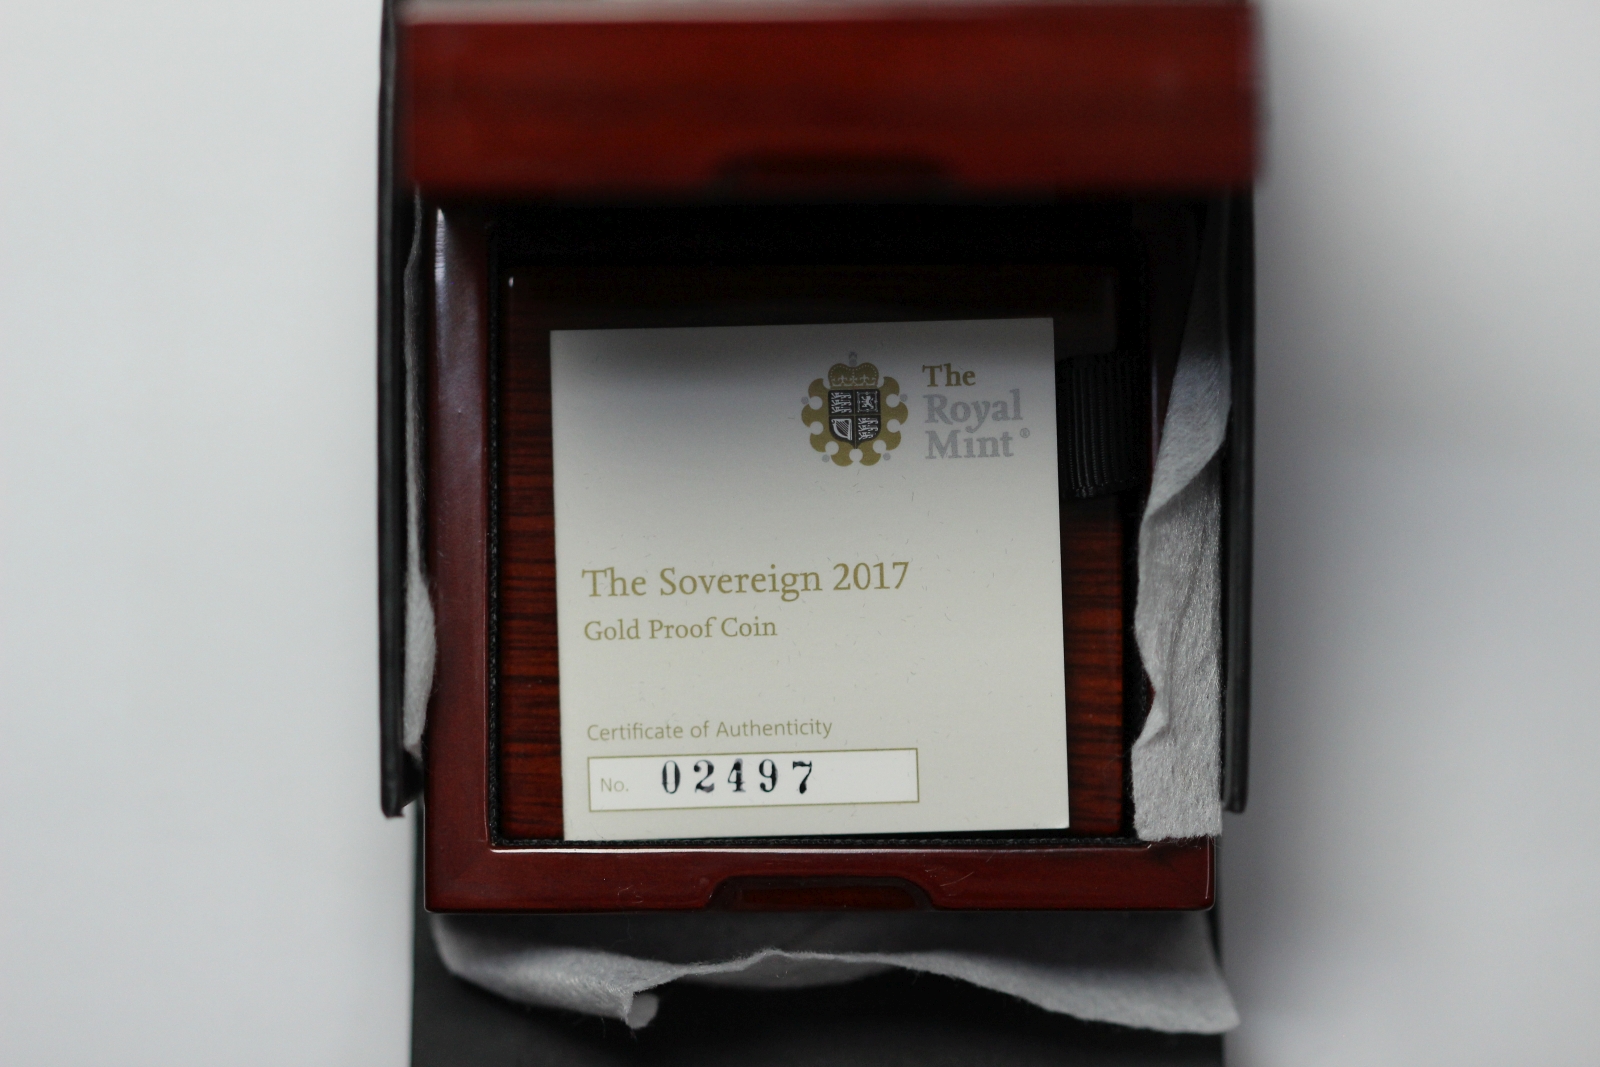 The
Royal
Mint®
The Sovereign 2017
Gold Proof Coin
Certificate of Authenticity
No. 02497